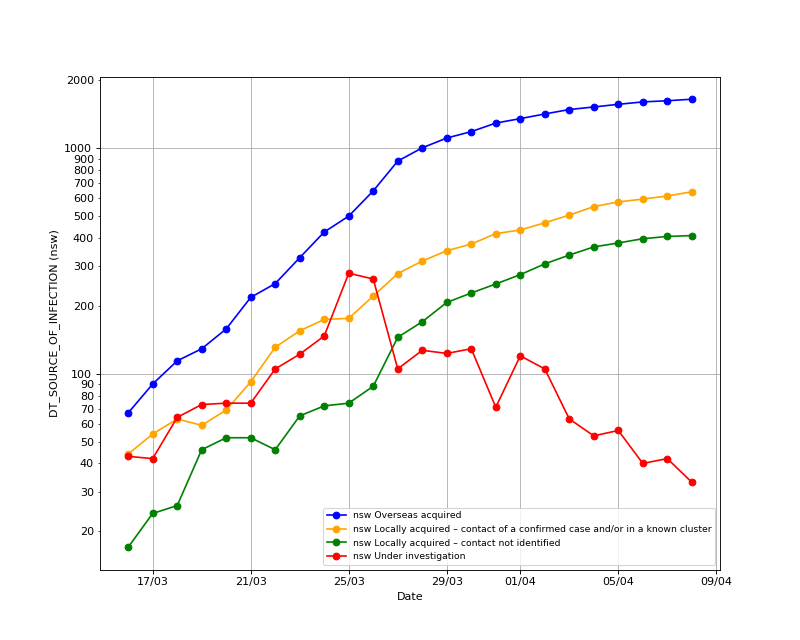 2000
1000
900
800
700
600
500
400
300
200
100
90
80
70
60
50
40
30
20
DT_SOURCE_OF_INFECTION (nsw)
nsw Overseas acquired
nsw Locally acquired – contact of a confirmed case and/or in a known cluster
nsw Locally acquired – contact not identified
nsw Under investigation
17/03 21/03 25/03 29/03 01/04 05/04 09/04
Date